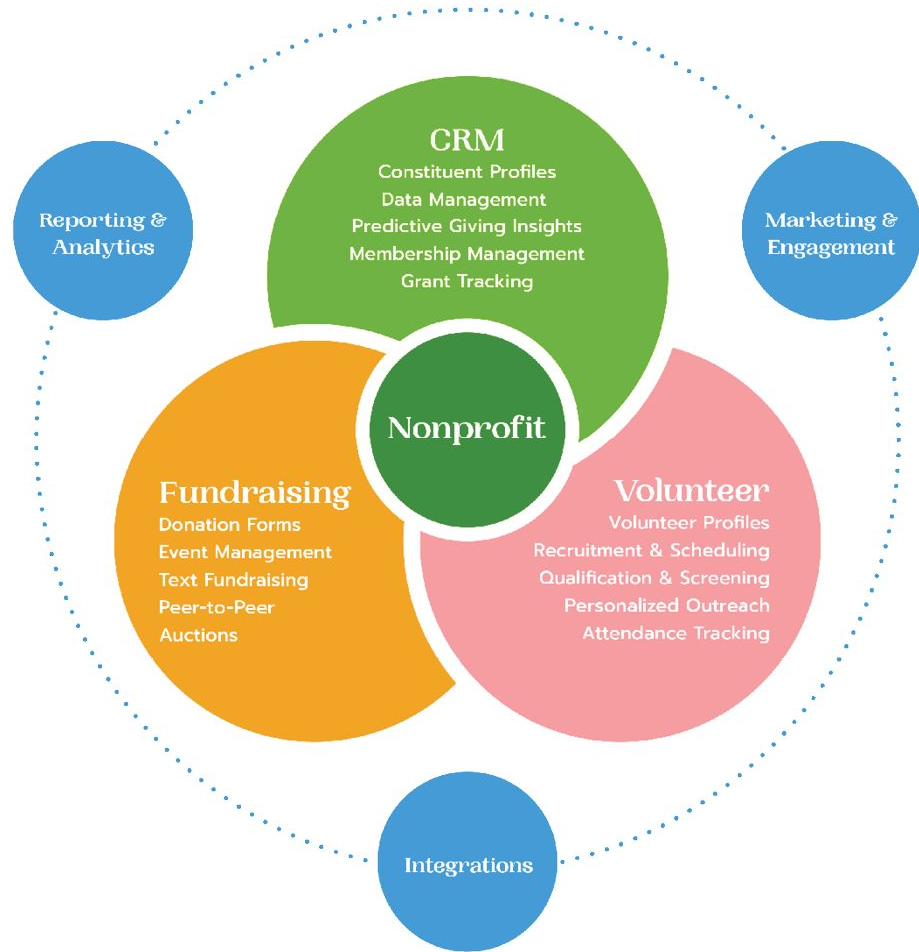 CRM
Constituent Profiles
Data Management
Predictive Giving Insights
Membership Management
Grant Tracking
Reporting &
Analytics
Marketing &
Engagement
Nonprofit
Fundraising
Donation Forms
Event Management
Text Fundraising
Peer-to-Peer
Auctions
Volunteer
Volunteer Profiles
Recruitment & Scheduling
Qualification & Screening
Personalized Outreach
Attendance Tracking
Integrations